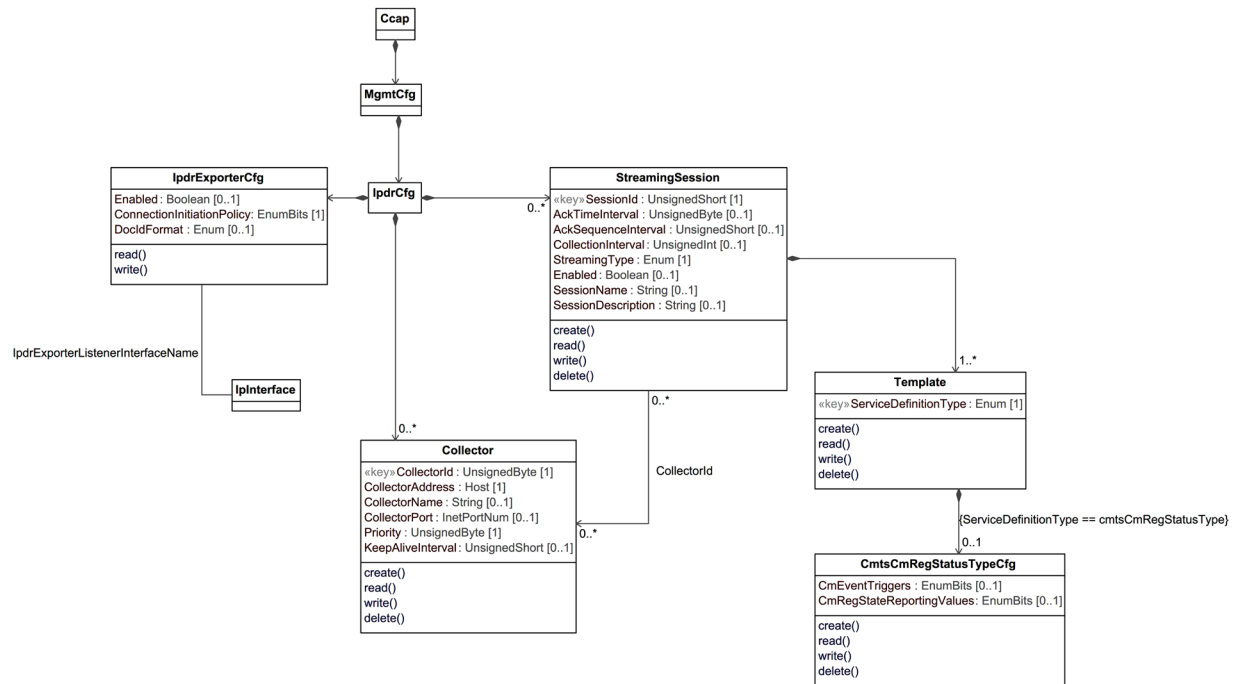 Ccap
MgmtCfg
IpdrCfg
IpdrExporterCfg
Enabled : Boolean [0..1]
ConnectionInitiationPolicy: EnumBits [1]
DocIdFormat : Enum [0..1]
read()
write()
IpdrExporterListenerInterfaceName
IpInterface
0..*
StreamingSession
«key»SessionId : UnsignedShort [1]
AckTimeInterval : UnsignedByte [0..1]
AckSequenceInterval : UnsignedShort [0..1]
CollectionInterval : UnsignedInt [0..1]
StreamingType : Enum [1]
Enabled : Boolean [0..1]
SessionName : String [0..1]
SessionDescription : String [0..1]
create()
read()
write()
delete()
0..*
CollectorId
0..*
0..*
Collector
«key»CollectorId : UnsignedByte [1]
CollectorAddress : Host [1]
CollectorName : String [0..1]
CollectorPort : InetPortNum [0..1]
Priority : UnsignedByte [1]
KeepAliveInterval : UnsignedShort [0..1]
create()
read()
write()
delete()
1..*
Template
«key»ServiceDefinitionType : Enum [1]
create()
read()
write()
delete()
{ServiceDefinitionType == cmtsCmRegStatusType}
0..1
CmtsCmRegStatusTypeCfg
CmEventTriggers : EnumBits [0..1]
CmRegStateReportingValues: EnumBits [0..1]
create()
read()
write()
delete()